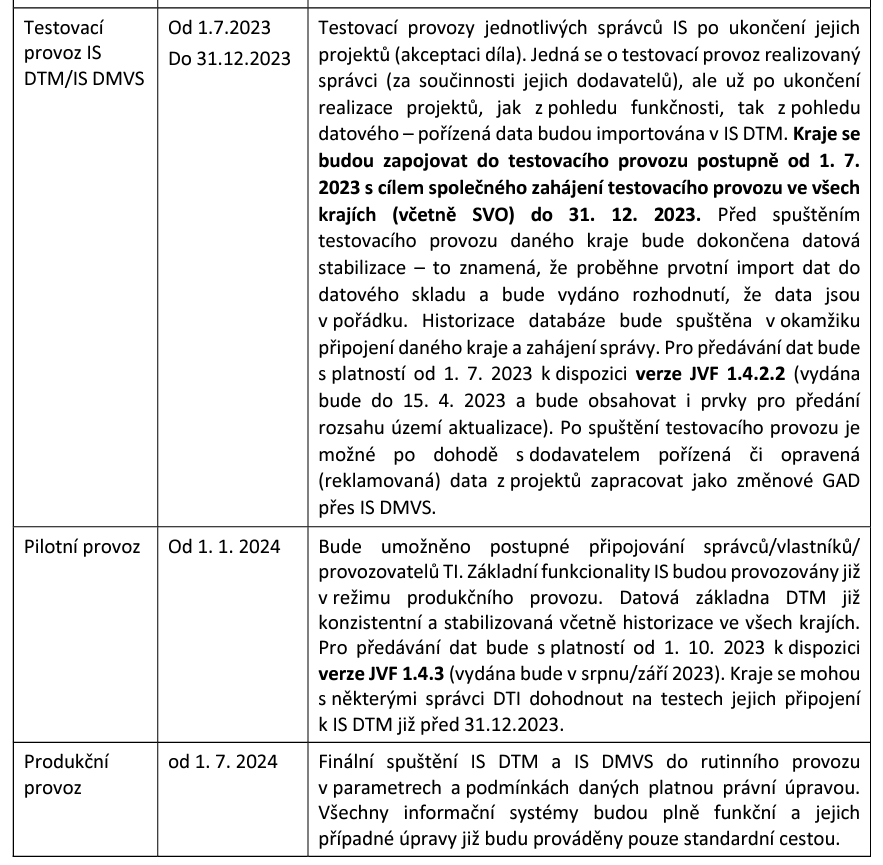 Testovací
provoz IS
DTM/IS DMVS
Od 1.7.2023
Do 31.12.2023
Testovací provozy jednotlivých správců IS po ukončení jejich
projektů (akceptaci díla). Jedná se o testovací provoz realizovaný
správci (za součinnosti jejich dodavatelů), ale už po ukončení
realizace projektů, jak z pohledu funkčnosti, tak z pohledu
datového – pořízená data budou importována v IS DTM. Kraje se
budou zapojovat do testovacího provozu postupně od 1. 7.
2023 s cílem společného zahájení testovacího provozu ve všech
krajích (včetně SVO) do 31. 12. 2023. Před spuštěním
testovacího provozu daného kraje bude dokončena datová
stabilizace – to znamená, že proběhne prvotní import dat do
datového skladu a bude vydáno rozhodnutí, že data jsou
v pořádku. Historizace databáze bude spuštěna v okamžiku
připojení daného kraje a zahájení správy. Pro předávání dat bude
s platností od 1. 7. 2023 k dispozici verze JVF 1.4.2.2 (vydána
bude do 15. 4. 2023 a bude obsahovat i prvky pro předání
rozsahu území aktualizace). Po spuštění testovacího provozu je
možné po dohodě s dodavatelem pořízená či opravená
(reklamovaná) data z projektů zapracovat jako změnové GAD
přes IS DMVS.
Pilotní provoz
Od 1. 1. 2024
Bude umožněno postupné připojování správců/vlastníků/
provozovatelů TI. Základní funkcionality IS budou provozovány již
v režimu produkčního provozu. Datová základna DTM již
konzistentní a stabilizovaná včetně historizace ve všech krajích.
Pro předávání dat bude s platností od 1. 10. 2023 k dispozici
verze JVF 1.4.3 (vydána bude v srpnu/září 2023). Kraje se mohou
s některými správci DTI dohodnout na testech jejich připojení
k IS DTM již před 31.12.2023.
Produkční
provoz
od 1. 7. 2024
Finální spuštění IS DTM a IS DMVS do rutinního provozu
v parametrech a podmínkách daných platnou právní úpravou.
Všechny informační systémy budou plně funkční a jejich
případné úpravy již budu prováděny pouze standardní cestou.